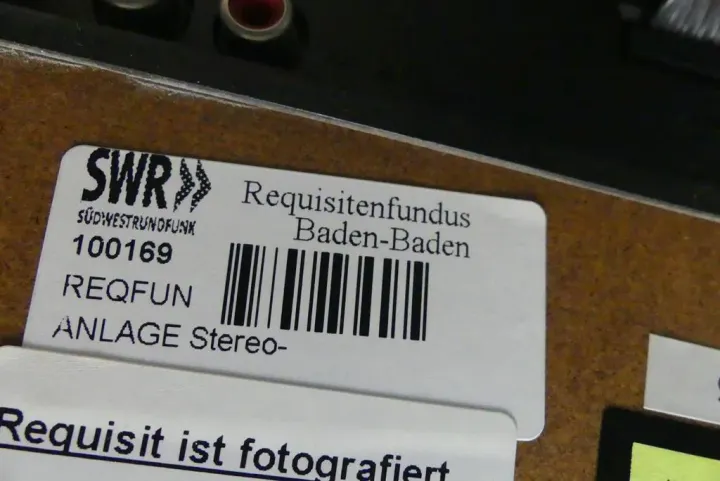 SWR
SÜDWESTRUNDFUNK
Requisitenfundus
Baden-Baden
100169
REQFUN
ANLAGE Stereo-
Requisit ist fotografiert